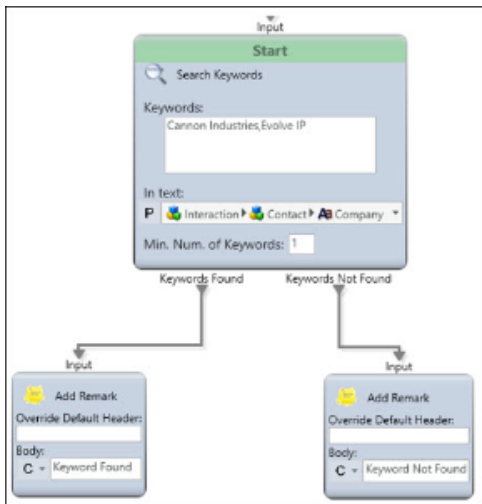 Input
Start
Search Keywords
Keywords:
Cannon Industries,Evolve IP
In text:
P Interaction Contact Aa Company
Min. Num. of Keywords: 1
Keywords Found Keywords Not Found
Input Input
Add Remark
Override Default Header:
Body:
C Keyword Found
Add Remark
Override Default Header:
Body:
C Keyword Not Found